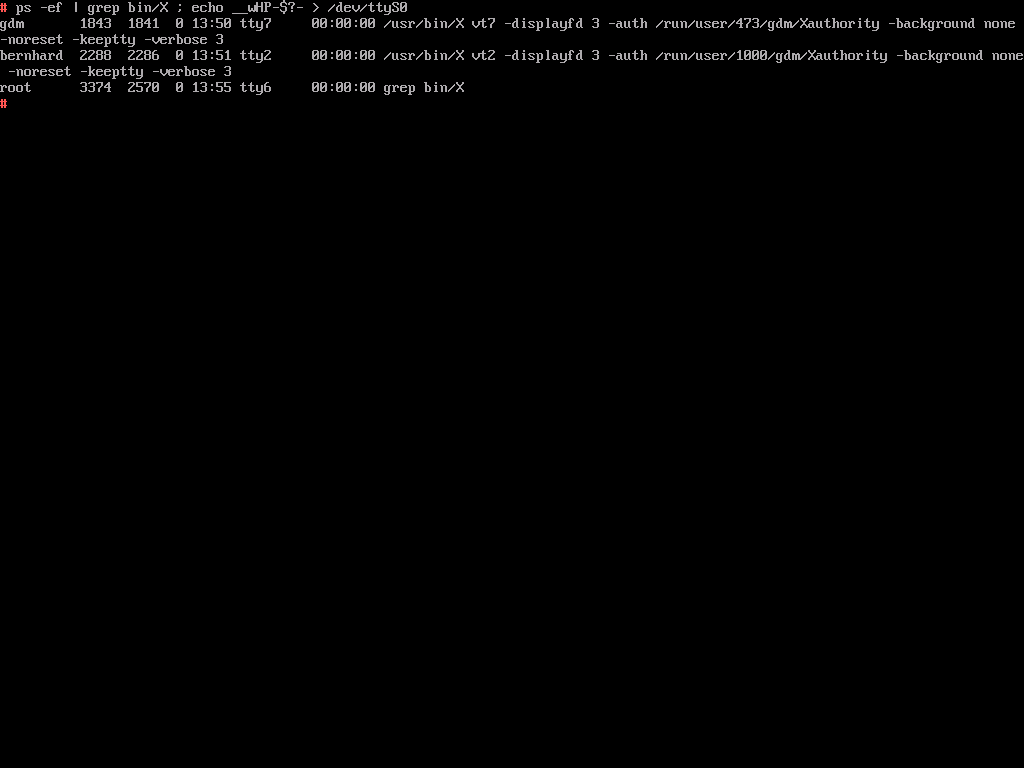 # ps -ef | grep bin/X ; echo __wHP-$?- > /dev/ttyS0
gdm       1843  1841  0 13:50 tty7     00:00:00 /usr/bin/X vt7 -displayfd 3 -auth /run/user/473/gdm/Xauthority -background none
-noreset -keeptty -verbose 3
bernhard  2288  2286  0 13:51 tty2     00:00:00 /usr/bin/X vt2 -displayfd 3 -auth /run/user/1000/gdm/Xauthority -background none
 -noreset -keeptty -verbose 3
root      3374  2570  0 13:55 tty6     00:00:00 grep bin/X
#